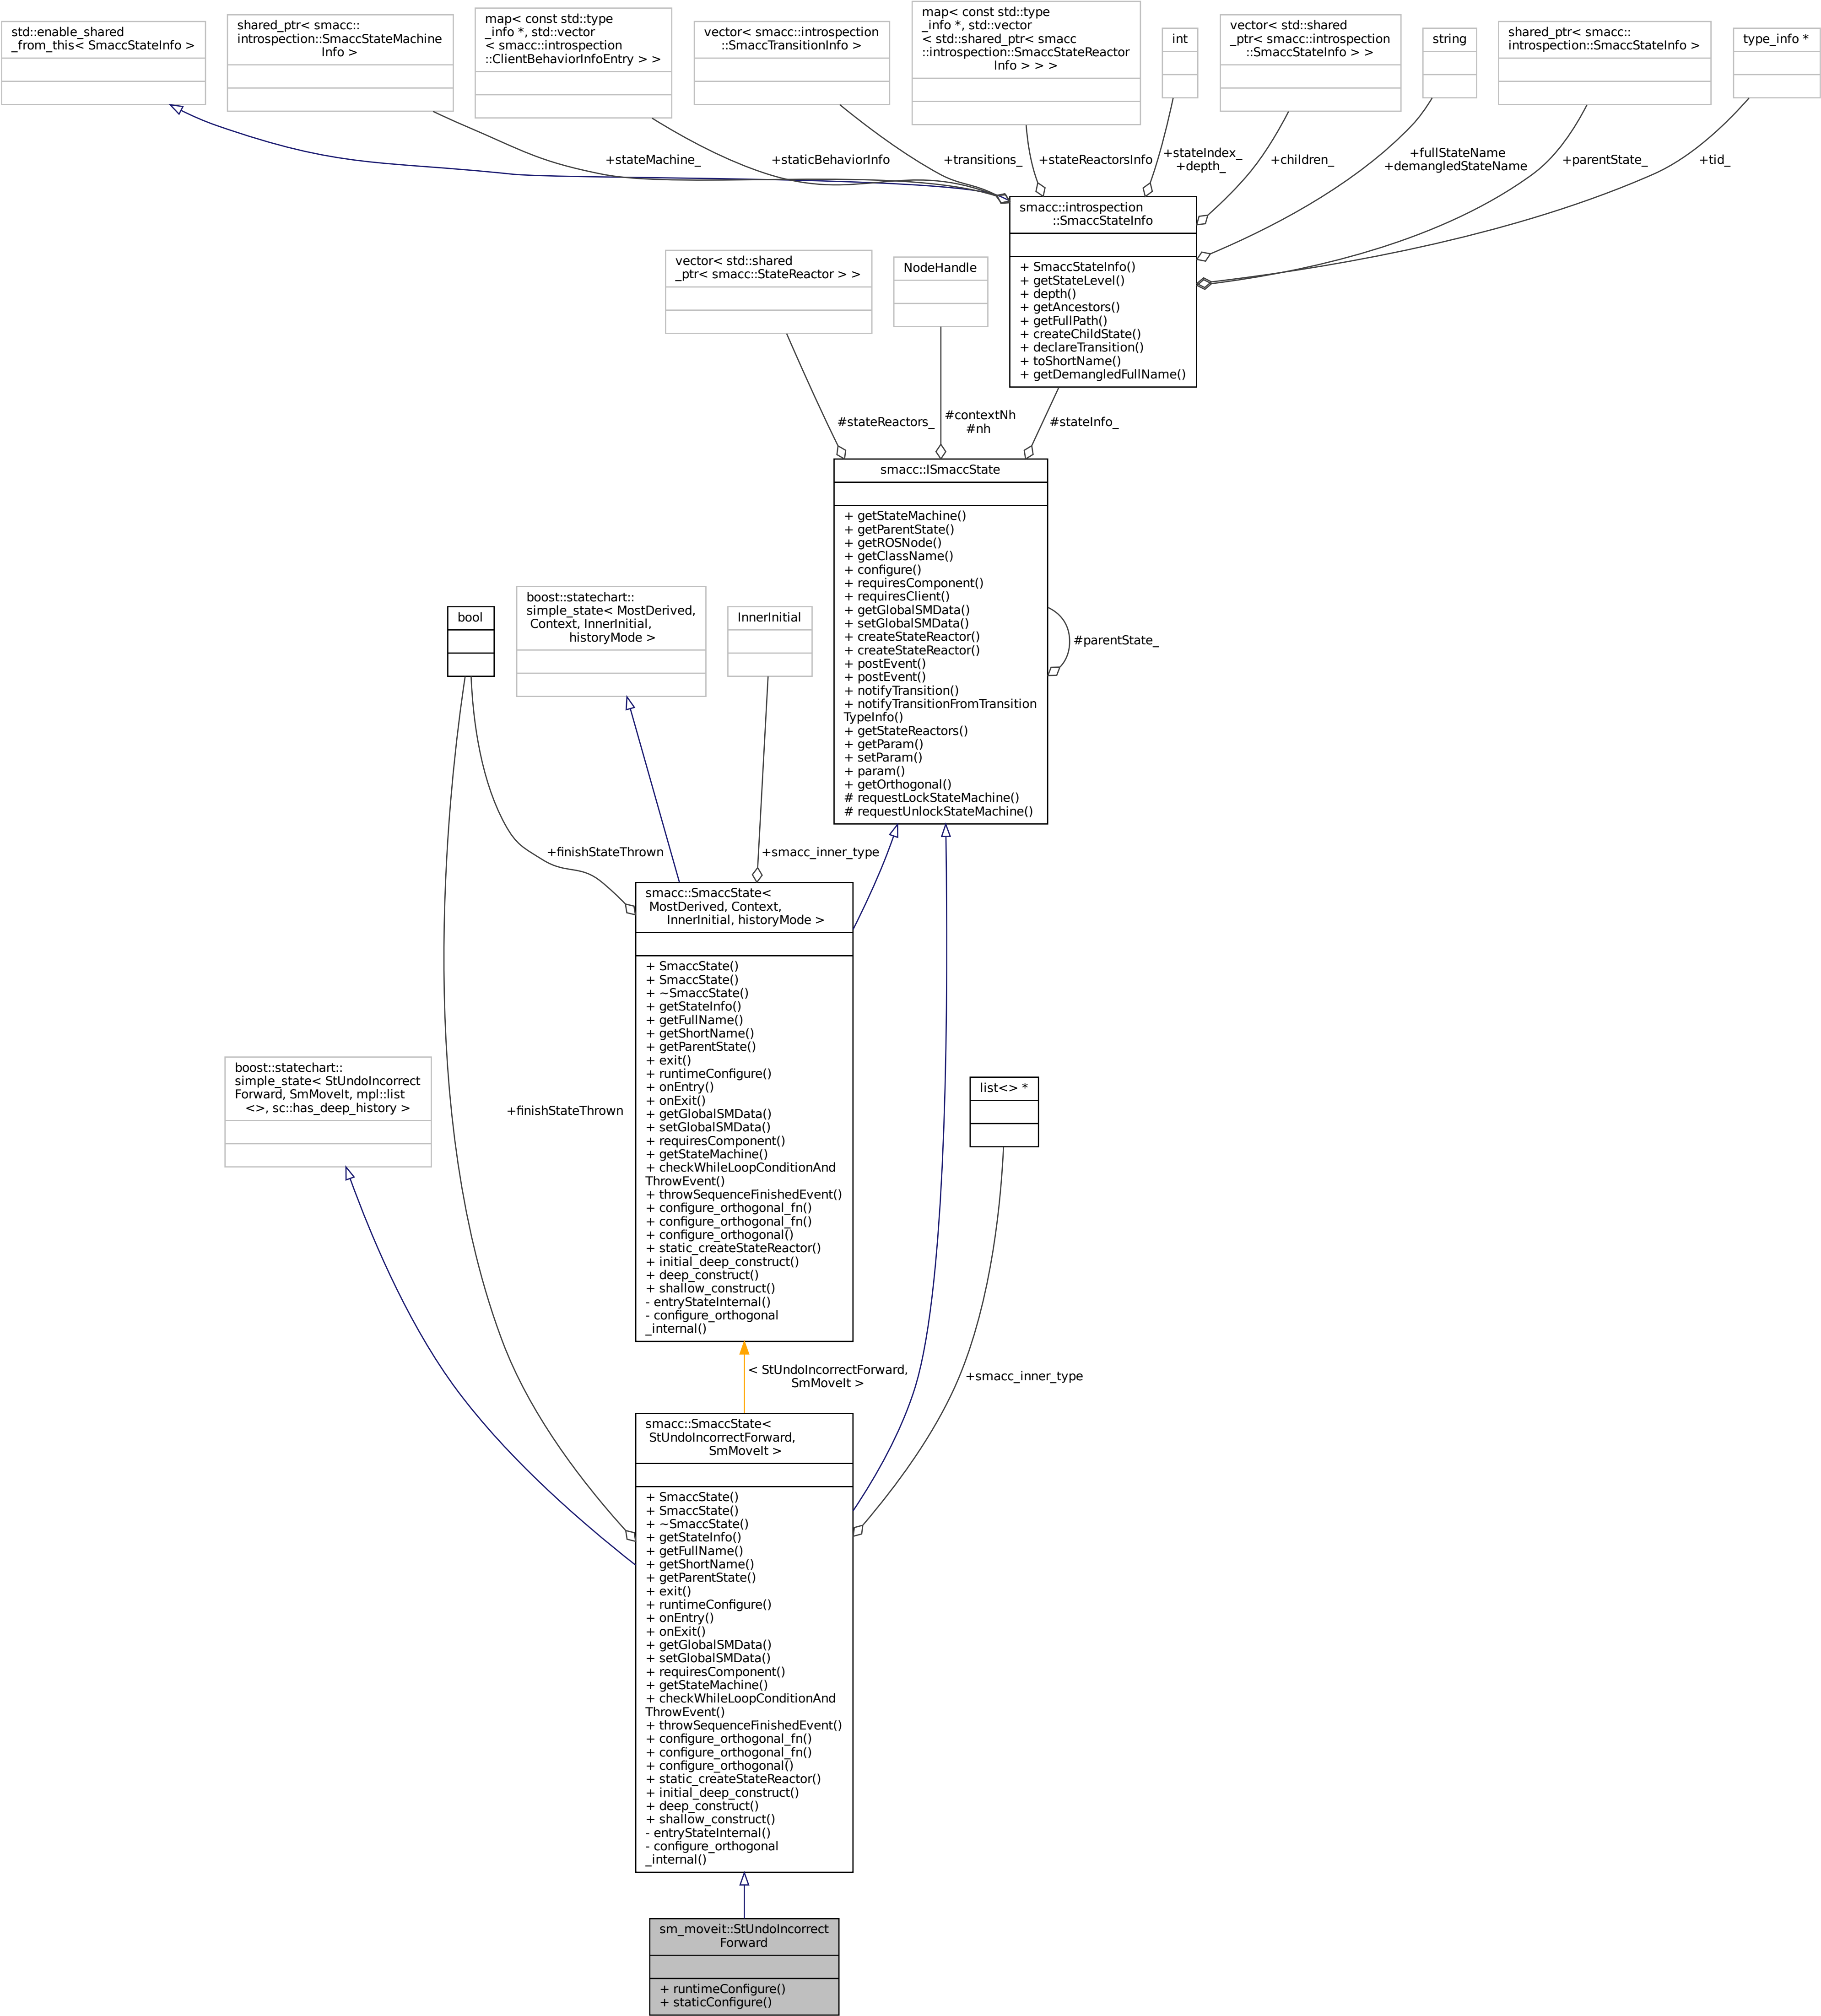 std::enable_shared
_from_this< SmaccStateInfo >
shared_ptr< smacc::
introspection::SmaccStateMachine
Info >
map< const std::type
_info *, std::vector
< smacc::introspection
::ClientBehaviorInfoEntry > >
vector< smacc::introspection
::SmaccTransitionInfo >
map< const std::type
_info *, std::vector
< std::shared_ptr< smacc
::introspection::SmaccStateReactor
Info > > >
int
vector< std::shared
_ptr< smacc::introspection
::SmaccStateInfo > >
string
shared_ptr< smacc::
introspection::SmaccStateInfo >
type_info *
+stateMachine_
+staticBehaviorInfo
+transitions_
+stateReactorsInfo
+stateIndex_
+depth_
+children_
+fullStateName
+demangledStateName
+parentState_
+tid_
smacc::introspection
::SmaccStateInfo
+ SmaccStateInfo()
+ getStateLevel()
+ depth()
+ getAncestors()
+ getFullPath()
+ createChildState()
+ declareTransition()
+ toShortName()
+ getDemangledFullName()
vector< std::shared
_ptr< smacc::StateReactor > >
NodeHandle
#stateReactors_
#contextNh
#nh
#stateInfo_
smacc::ISmaccState
+ getStateMachine()
+ getParentState()
+ getROSNode()
+ getClassName()
+ configure()
+ requiresComponent()
+ requiresClient()
+ getGlobalSMData()
+ setGlobalSMData()
+ createStateReactor()
+ createStateReactor()
+ postEvent()
+ postEvent()
+ notifyTransition()
+ notifyTransitionFromTransition
TypeInfo()
+ getStateReactors()
+ getParam()
+ setParam()
+ param()
+ getOrthogonal()
# requestLockStateMachine()
# requestUnlockStateMachine()
#parentState_
bool
boost::statechart::
simple_state< MostDerived,
Context, InnerInitial,
historyMode >
InnerInitial
+finishStateThrown
+smacc_inner_type
smacc::SmaccState<
MostDerived, Context,
InnerInitial, historyMode >
+ SmaccState()
+ SmaccState()
+ ~SmaccState()
+ getStateInfo()
+ getFullName()
+ getShortName()
+ getParentState()
+ exit()
+ runtimeConfigure()
+ onEntry()
+ onExit()
+ getGlobalSMData()
+ setGlobalSMData()
+ requiresComponent()
+ getStateMachine()
+ checkWhileLoopConditionAnd
ThrowEvent()
+ throwSequenceFinishedEvent()
+ configure_orthogonal_fn()
+ configure_orthogonal_fn()
+ configure_orthogonal()
+ static_createStateReactor()
+ initial_deep_construct()
+ deep_construct()
+ shallow_construct()
- entryStateInternal()
- configure_orthogonal
_internal()
boost::statechart::
simple_state< StUndoIncorrect
Forward, SmMoveIt, mpl::list
<>, sc::has_deep_history >
+finishStateThrown
list<> *
< StUndoIncorrectForward,
SmMoveIt >
+smacc_inner_type
smacc::SmaccState<
StUndoIncorrectForward,
SmMoveIt >
+ SmaccState()
+ SmaccState()
+ ~SmaccState()
+ getStateInfo()
+ getFullName()
+ getShortName()
+ getParentState()
+ exit()
+ runtimeConfigure()
+ onEntry()
+ onExit()
+ getGlobalSMData()
+ setGlobalSMData()
+ requiresComponent()
+ getStateMachine()
+ checkWhileLoopConditionAnd
ThrowEvent()
+ throwSequenceFinishedEvent()
+ configure_orthogonal_fn()
+ configure_orthogonal_fn()
+ configure_orthogonal()
+ static_createStateReactor()
+ initial_deep_construct()
+ deep_construct()
+ shallow_construct()
- entryStateInternal()
- configure_orthogonal
_internal()
sm_moveit::StUndoIncorrect
Forward
+ runtimeConfigure()
+ staticConfigure()